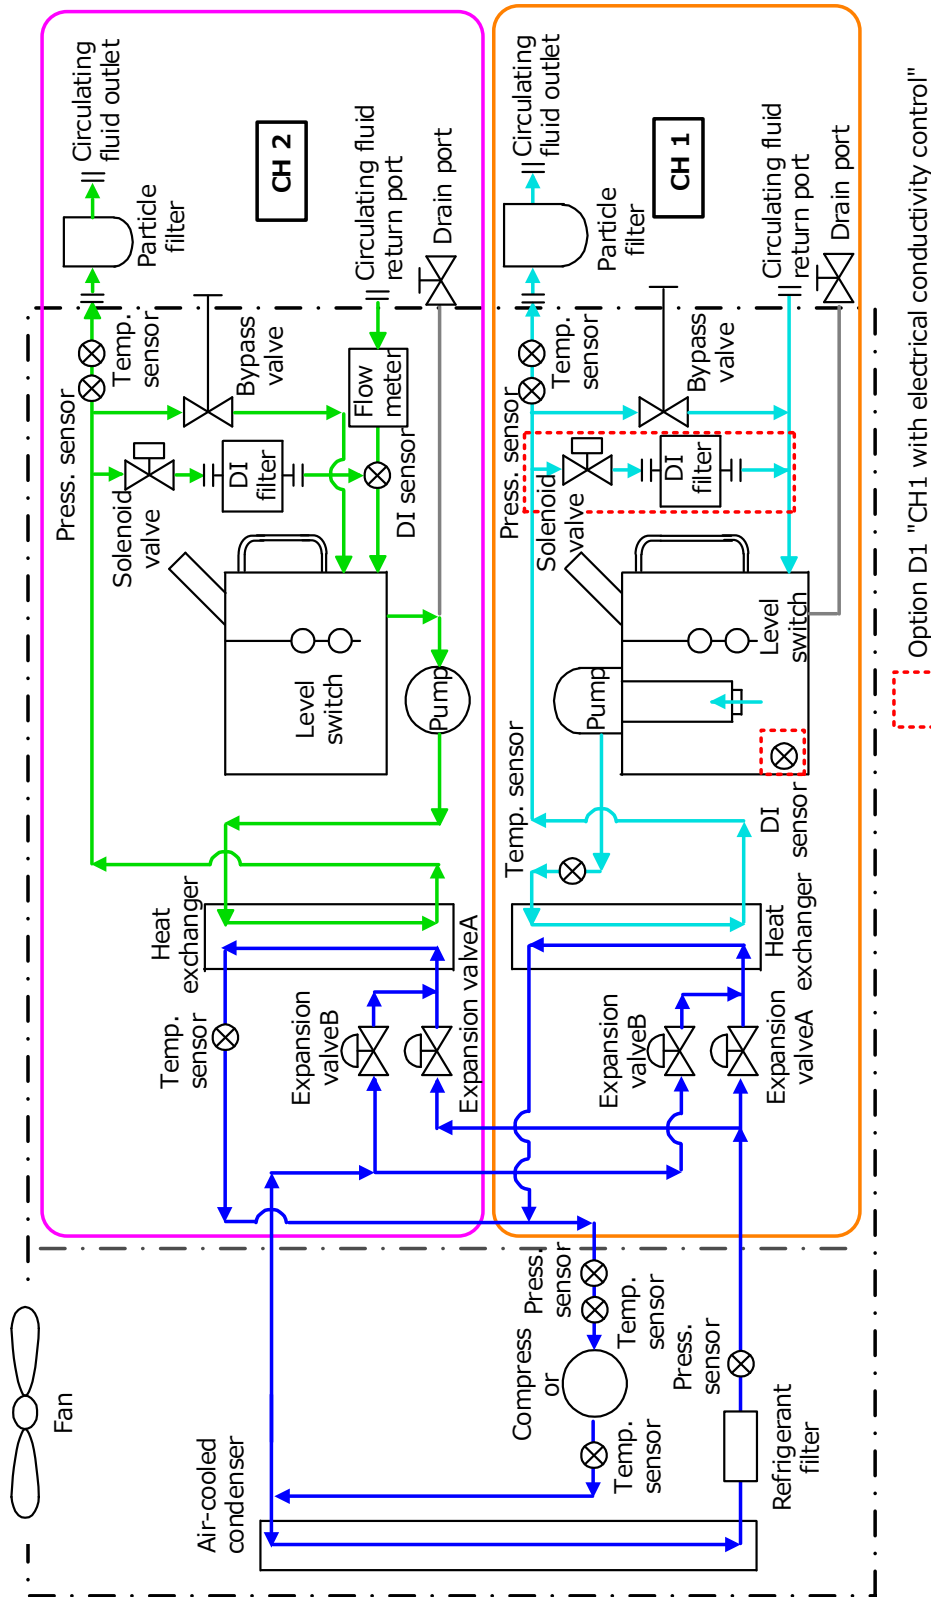 Fan
Air-cooled
condenser
Compress
or
Temp.
sensor
Press.
sensor
Temp.
sensor
Refrigerant
filter
Press.
sensor
CH 2
Temp.
sensor
Heat
exchanger
Expansion
valveB
Expansion valveA
Level
switch
Pump
Solenoid
valve
DI
filter
DI sensor
Press. sensor
Temp.
sensor
Bypass
valve
Flow
meter
Particle
filter
Circulating
fluid outlet
Circulating fluid
return port
Drain port
CH 1
Temp. sensor
Heat
exchanger
Expansion
valveB
Expansion
valveA
DI
sensor
Level
switch
Pump
Solenoid
valve
DI
filter
Press. sensor
Temp.
sensor
Bypass
valve
Particle
filter
Circulating
fluid outlet
Circulating fluid
return port
Drain port
Option D1 "CH1 with electrical conductivity control"